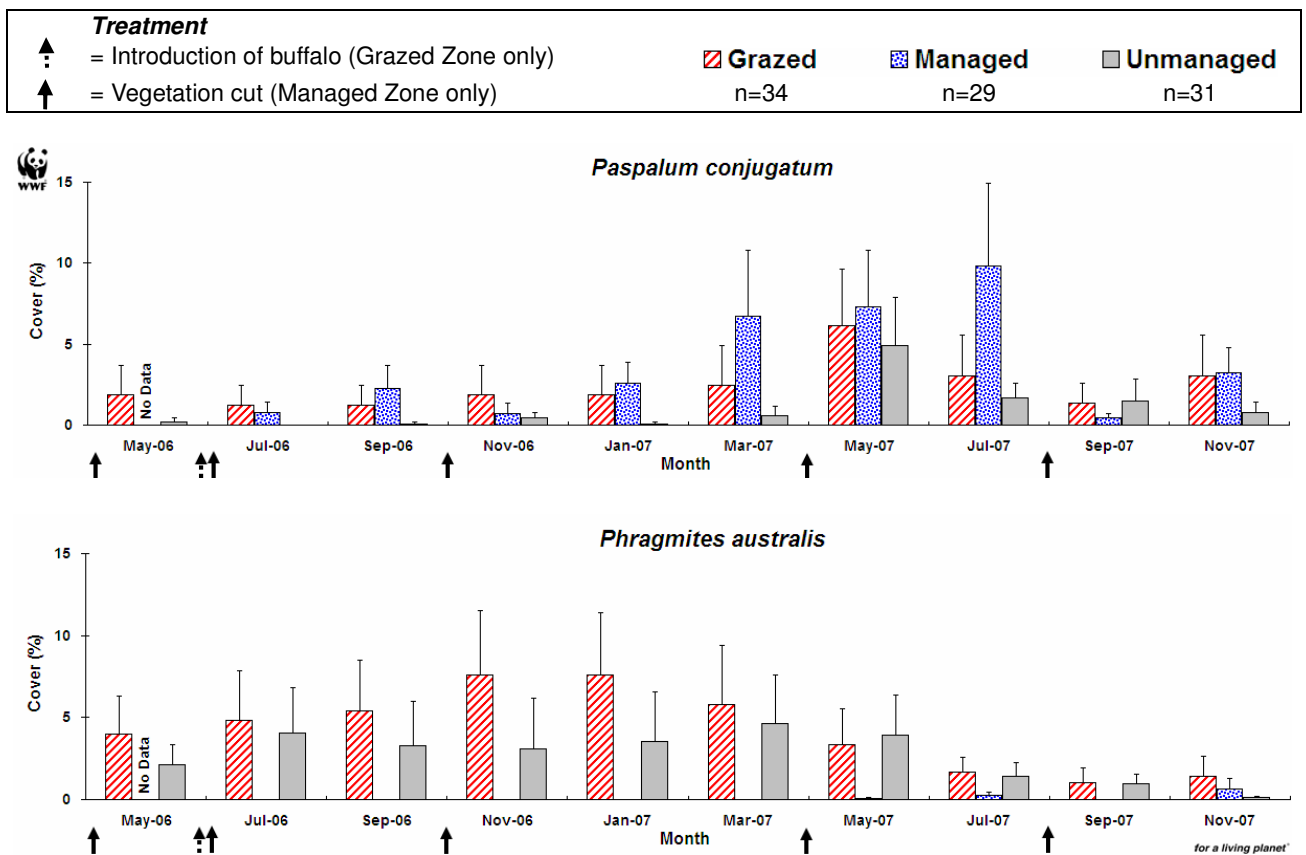 Treatment
= Introduction of buffalo (Grazed Zone only)
= Vegetation cut (Managed Zone only)
Grazed Managed Unmanaged
n=34 n=29 n=31
WWF
Paspalum conjugatum
Cover (%)
15
10
5
0
No Data
May-06 Jul-06 Sep-06 Nov-06 Jan-07 Mar-07 May-07 Jul-07 Sep-07 Nov-07
Month
Phragmites australis
Cover (%)
15
10
5
0
No Data
May-06 Jul-06 Sep-06 Nov-06 Jan-07 Mar-07 May-07 Jul-07 Sep-07 Nov-07
Month
for a living planet®